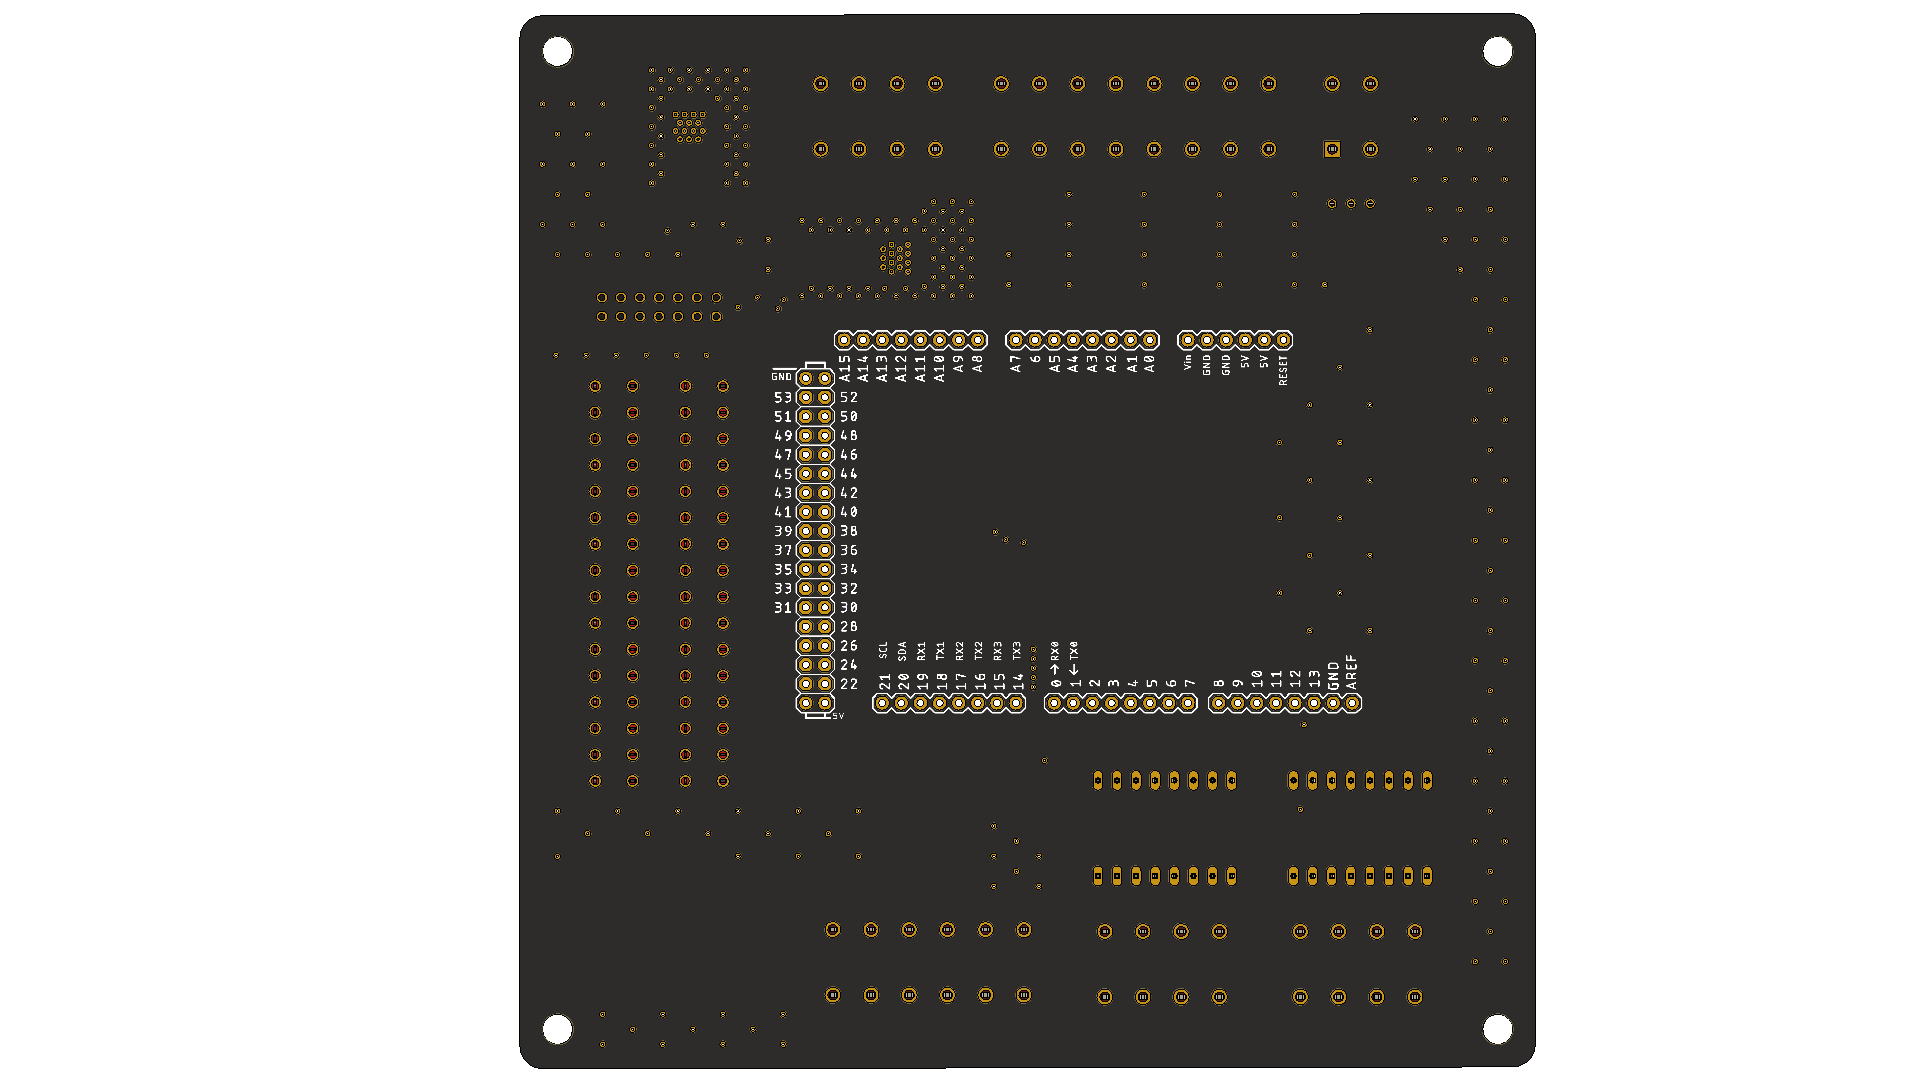 A15 A14 A13 A12 A11 A10 A9 A8
A7 6 A5 A4 A3 A2 A1 A0
Vin GND GND 5V 5V RESET
GND
53 52
51 50
49 48
47 46
45 44
43 42
41 40
39 38
37 36
35 34
33 32
31 30
28
26
24
22
5V
SCL SDA RX1 TX1 RX2 TX2 RX3 TX3
21 20 19 18 17 16 15 14
→RX0 ←TX0
0 1 2 3 4 5 6 7
8 9 10 11 12 13 GND AREF